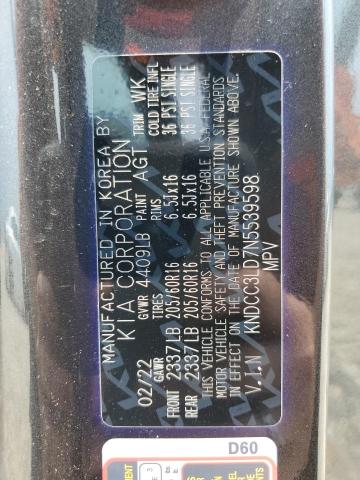 MANUFACTURED IN KOREA BY
KIA CORPORATION
02/22 GVWR 4409LB PAINT AGT TRIM WK
GAWR TIRES RIMS COLD TIRE INFL
FRONT 2337LB 205/60R16 6.5JX16 36 PSI SINGLE
REAR 2337LB 205/60R16 6.5JX16 36 PSI SINGLE
THIS VEHICLE CONFORMS TO ALL APPLICABLE U.S.A FEDERAL
MOTOR VEHICLE SAFETY AND THEFT PREVENTION STANDARDS
IN EFFECT ON THE DATE OF MANUFACTURE SHOWN ABOVE.
V.I.N KNDCC3LD7N5539598
MPV
D60